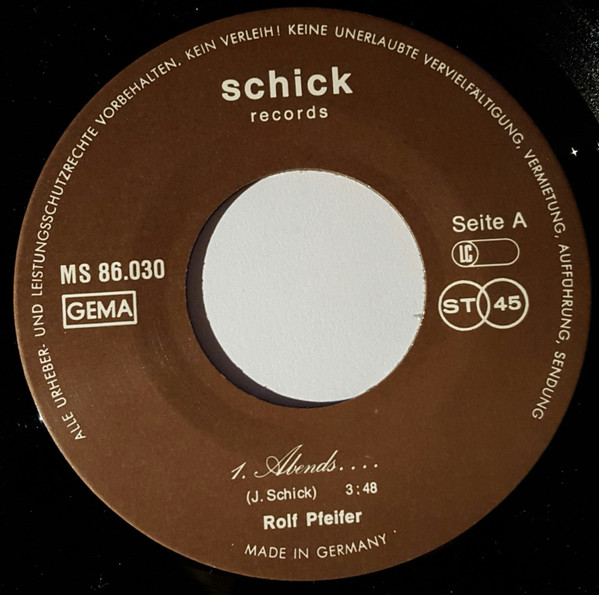 ALLE URHEBER- UND LEISTUNGSSCHUTZRECHTE VORBEHALTEN. KEIN VERLEIH! KEINE UNERLAUBTE VERVIELFÄLTIGUNG, VERMIETUNG, AUFFÜHRUNG, SENDUNG
schick
records
Seite A
LC
MS 86.030
GEMA
ST 45
1. Abends....
(J. Schick) 3:48
Rolf Pfeifer
MADE IN GERMANY